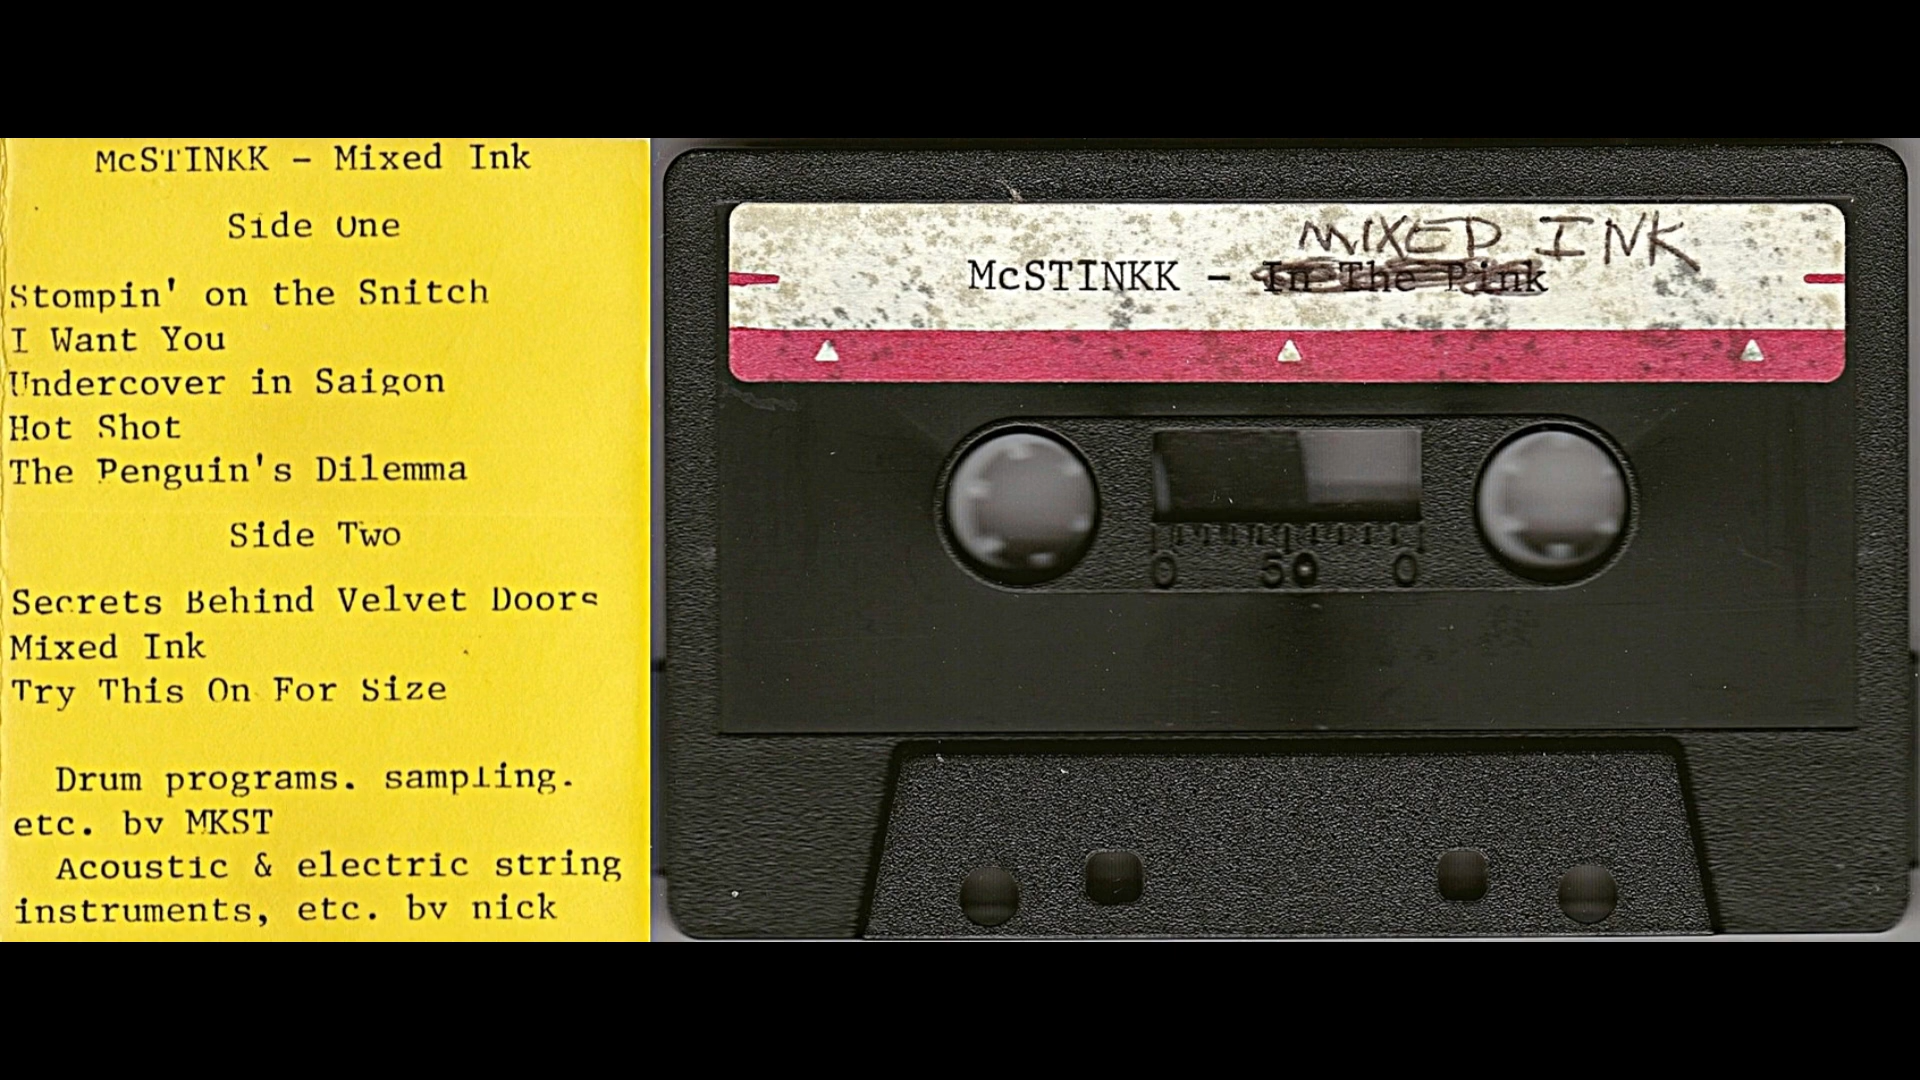 McSTINKK - Mixed Ink
Side One
Stompin' on the Snitch
I Want You
Undercover in Saigon
Hot Shot
The Penguin's Dilemma
Side Two
Secrets Behind Velvet Doors
Mixed Ink
Try This On For Size
Drum programs, sampling,
etc. by MKST
Acoustic & electric string
instruments, etc. by nick
MIXED INK
McSTINKK - In The Pink
0 50 0